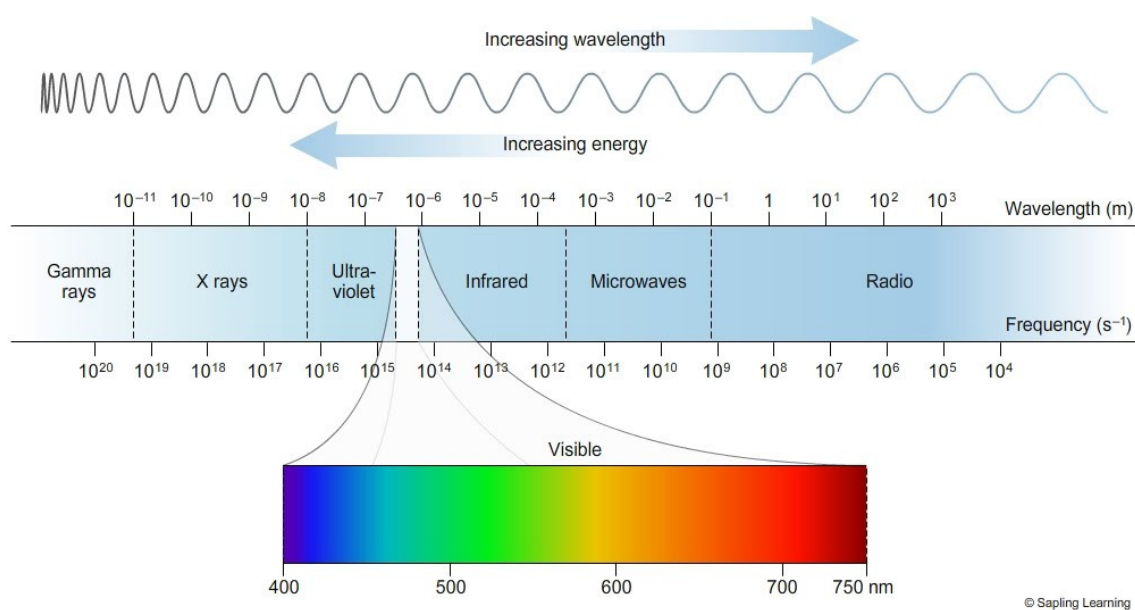 Increasing wavelength
Increasing energy
10⁻¹¹ 10⁻¹⁰ 10⁻⁹ 10⁻⁸ 10⁻⁷ 10⁻⁶ 10⁻⁵ 10⁻⁴ 10⁻³ 10⁻² 10⁻¹ 1 10¹ 10² 10³
Wavelength (m)
Gamma
rays
X rays
Ultra-
violet
Infrared
Microwaves
Radio
Frequency (s⁻¹)
10²⁰ 10¹⁹ 10¹⁸ 10¹⁷ 10¹⁶ 10¹⁵ 10¹⁴ 10¹³ 10¹² 10¹¹ 10¹⁰ 10⁹ 10⁸ 10⁷ 10⁶ 10⁵ 10⁴
Visible
400 500 600 700 750 nm
© Sapling Learning